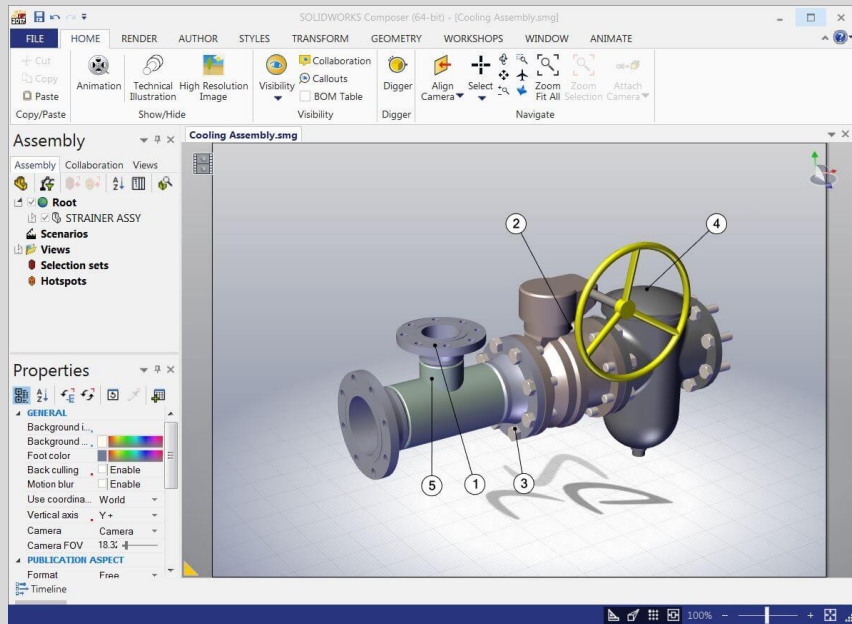 SOLIDWORKS Composer (64-bit) - [Cooling Assembly.smg]
FILE HOME RENDER AUTHOR STYLES TRANSFORM GEOMETRY WORKSHOPS WINDOW ANIMATE
Cut
Copy
Paste
Copy/Paste
Animation
Technical Illustration
High Resolution Image
Show/Hide
Visibility
Collaboration
Callouts
BOM Table
Visibility
Digger
Digger
Align Camera
Select
Zoom Fit All
Zoom Selection
Attach Camera
Navigate
Assembly
Assembly Collaboration Views
Root
STRAINER ASSY
Scenarios
Views
Selection sets
Hotspots
Cooling Assembly.smg
2
4
5
1
3
Properties
GENERAL
Background i...
Background ...
Foot color
Back culling Enable
Motion blur Enable
Use coordina... World
Vertical axis Y+
Camera Camera
Camera FOV 18.3
PUBLICATION ASPECT
Format Free
Timeline
100%